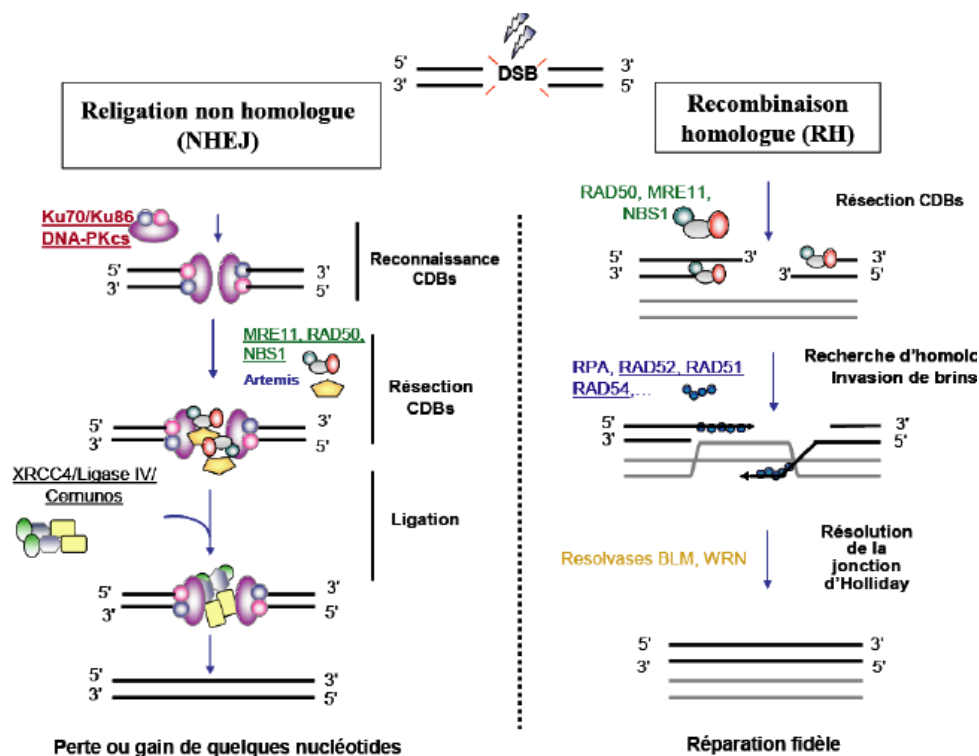 DSB
5' 3'
3' 5'
Religation non homologue
(NHEJ)
Ku70/Ku86
DNA-PKcs
5' 3'
3' 5'
Reconnaissance
CDBs
MRE11, RAD50,
NBS1
Artemis
Résection
CDBs
5' 3'
3' 5'
XRCC4/Ligase IV/
Cernunos
Ligation
5' 3'
3' 5'
5' 3'
3' 5'
Perte ou gain de quelques nucléotides
Recombinaison
homologue (RH)
RAD50, MRE11,
NBS1
Résection CDBs
5' 3'
3' 5'
3'
3'
RPA, RAD52, RAD51
RAD54,...
Recherche d'homolo
Invasion de brins
5' 3'
3' 5'
Resolvases BLM, WRN
Résolution
de la
jonction
d'Holliday
5' 3'
3' 5'
Réparation fidèle